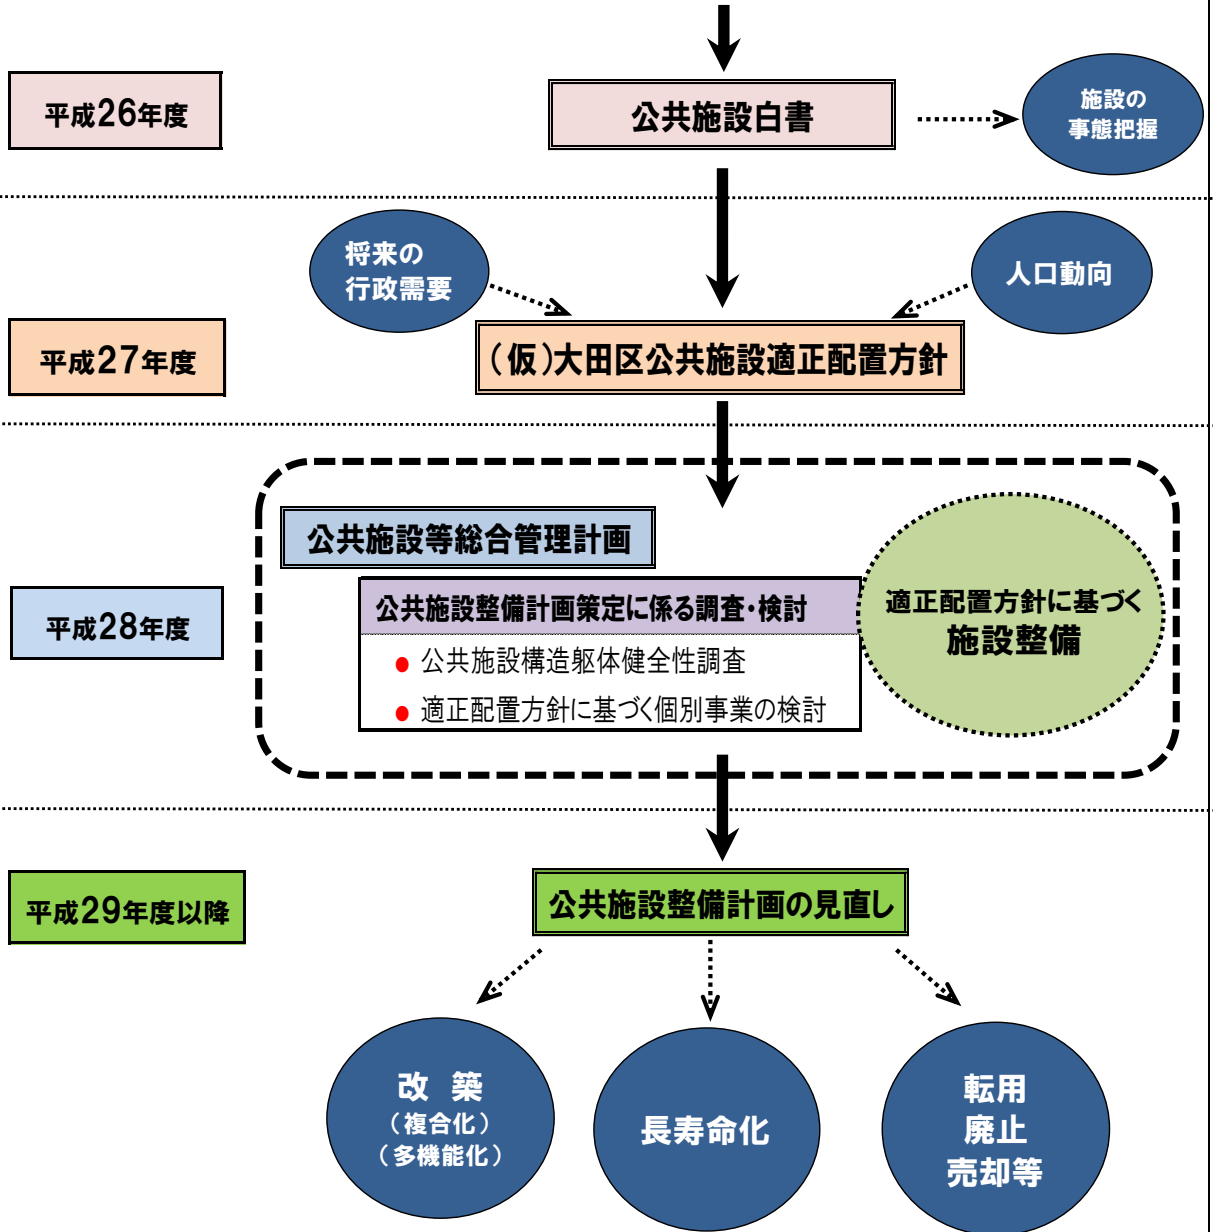 平成26年度
公共施設白書
施設の
事態把握
将来の
行政需要
人口動向
平成27年度
(仮)大田区公共施設適正配置方針
公共施設等総合管理計画
公共施設整備計画策定に係る調査・検討
● 公共施設構造躯体健全性調査
● 適正配置方針に基づく個別事業の検討
適正配置方針に基づく
施設整備
平成28年度
平成29年度以降
公共施設整備計画の見直し
改 築
(複合化)
(多機能化)
長寿命化
転用
廃止
売却等